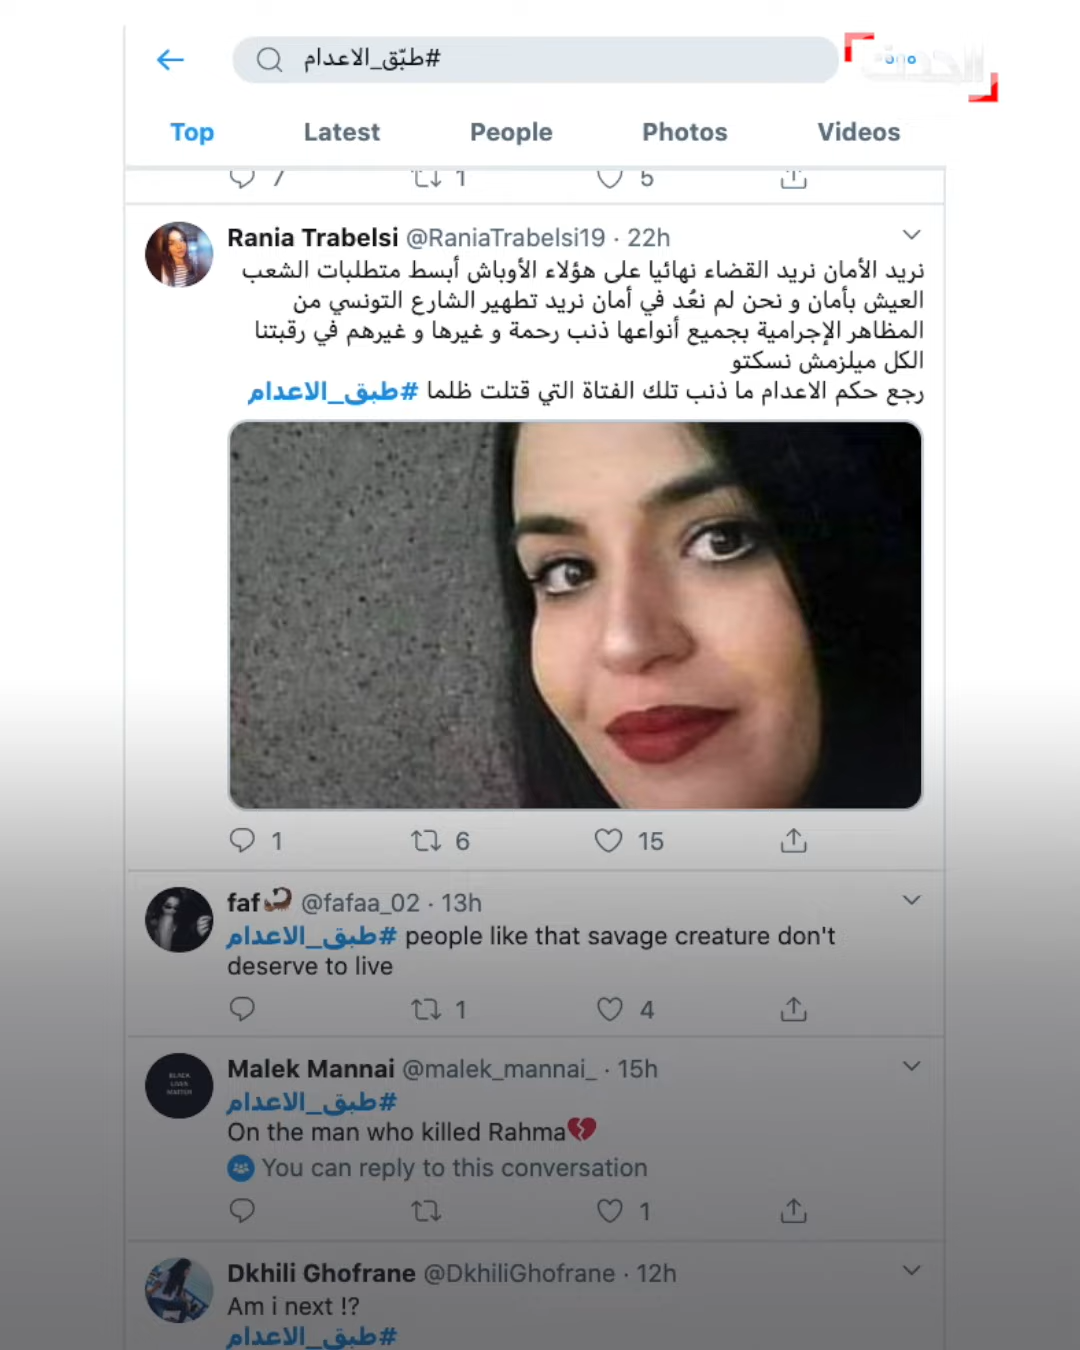 #طبّق_الاعدام
الحدث
Top Latest People Photos Videos
7 1 5
Rania Trabelsi @RaniaTrabelsi19 · 22h
نريد الأمان نريد القضاء نهائيا على هؤلاء الأوباش أبسط متطلبات الشعب
العيش بأمان و نحن لم نعُد في أمان نريد تطهير الشارع التونسي من
المظاهر الإجرامية بجميع أنواعها ذنب رحمة و غيرها و غيرهم في رقبتنا
الكل ميلزمش نسكتو
رجع حكم الاعدام ما ذنب تلك الفتاة التي قتلت ظلما #طبق_الاعدام
1 6 15
faf @fafaa_02 · 13h
#طبق_الاعدام people like that savage creature don't
deserve to live
1 4
BLACK
LIVES
MATTER
Malek Mannai @malek_mannai_ · 15h
#طبق_الاعدام
On the man who killed Rahma💔
You can reply to this conversation
1
Dkhili Ghofrane @DkhiliGhofrane · 12h
Am i next !?
#طبق_الاعدام